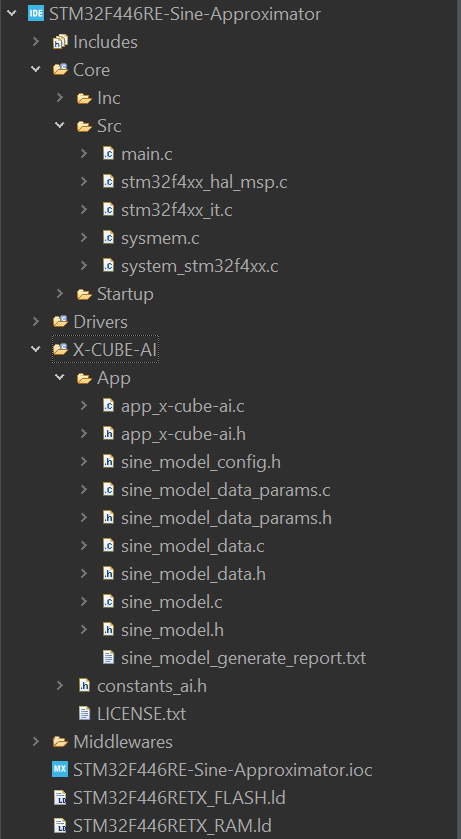 IDE STM32F446RE-Sine-Approximator
Includes
Core
Inc
Src
main.c
stm32f4xx_hal_msp.c
stm32f4xx_it.c
sysmem.c
system_stm32f4xx.c
Startup
Drivers
X-CUBE-AI
App
app_x-cube-ai.c
app_x-cube-ai.h
sine_model_config.h
sine_model_data_params.c
sine_model_data_params.h
sine_model_data.c
sine_model_data.h
sine_model.c
sine_model.h
sine_model_generate_report.txt
constants_ai.h
LICENSE.txt
Middlewares
MX STM32F446RE-Sine-Approximator.ioc
STM32F446RETX_FLASH.ld
STM32F446RETX_RAM.ld